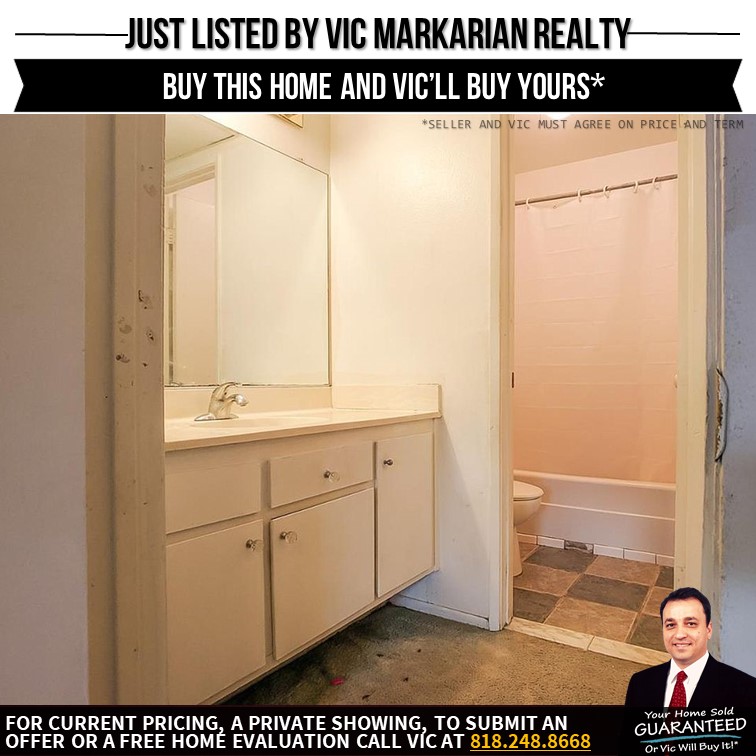 JUST LISTED BY VIC MARKARIAN REALTY
BUY THIS HOME AND VIC'LL BUY YOURS*
*SELLER AND VIC MUST AGREE ON PRICE AND TERM
Your Home Sold
GUARANTEED
Or Vic Will Buy It!
FOR CURRENT PRICING, A PRIVATE SHOWING, TO SUBMIT AN
OFFER OR A FREE HOME EVALUATION CALL VIC AT 818.248.8668